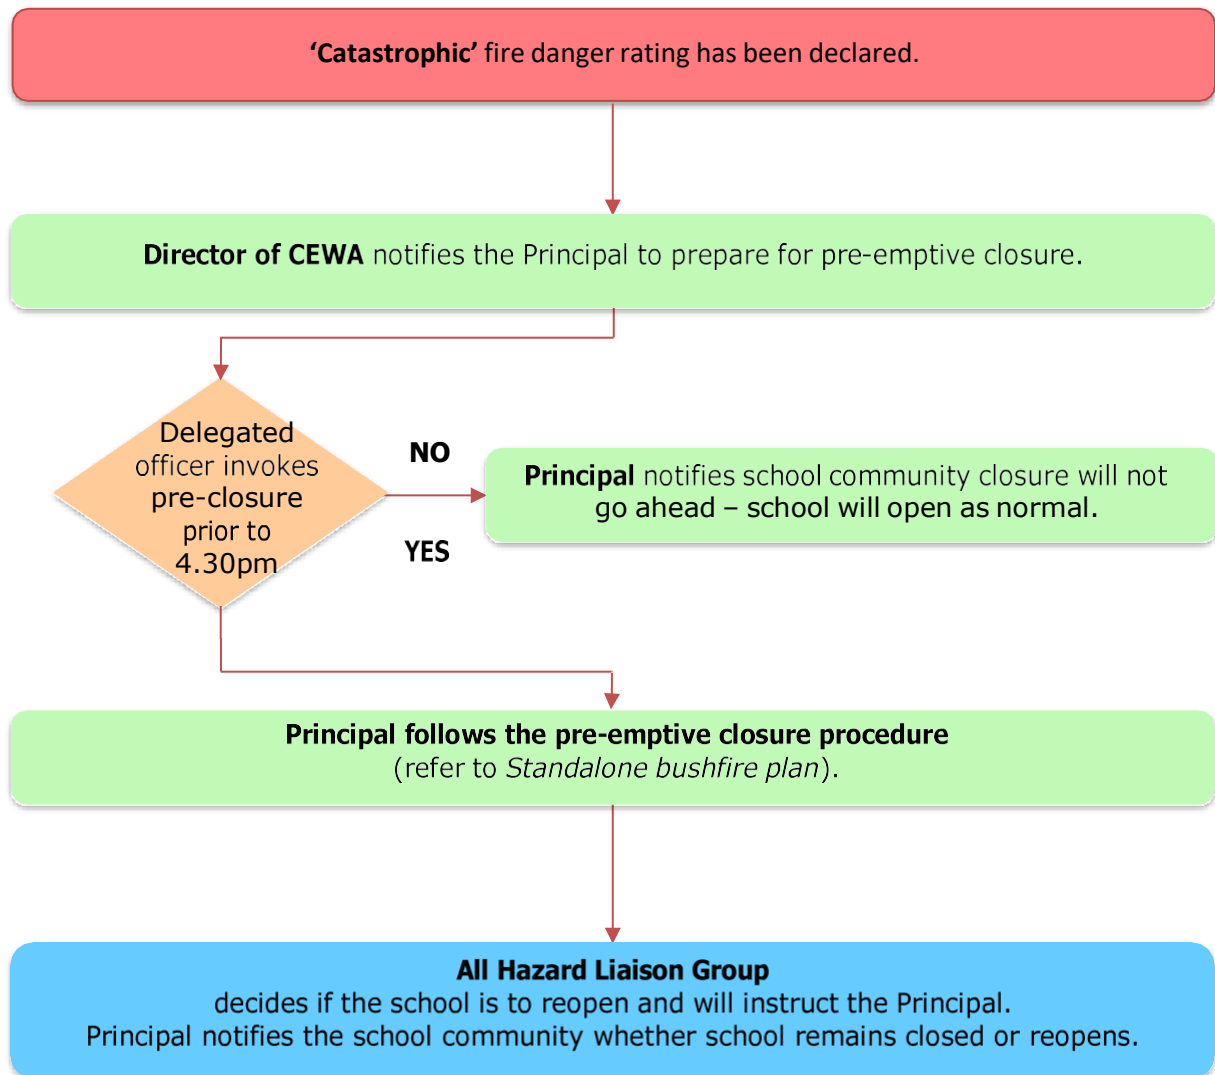 ‘Catastrophic’ fire danger rating has been declared.
Director of CEWA notifies the Principal to prepare for pre-emptive closure.
Delegated
officer invokes
pre-closure
prior to
4.30pm
NO
YES
Principal notifies school community closure will not
go ahead – school will open as normal.
Principal follows the pre-emptive closure procedure
(refer to Standalone bushfire plan).
All Hazard Liaison Group
decides if the school is to reopen and will instruct the Principal.
Principal notifies the school community whether school remains closed or reopens.